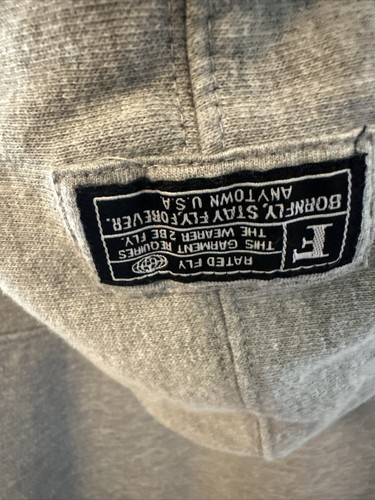 F
RATED FLY
THIS GARMENT REQUIRES
THE WEARER 2 BE FLY.
BORNFLY, STAY FLY, FOREVER.
ANYTOWN U.S.A